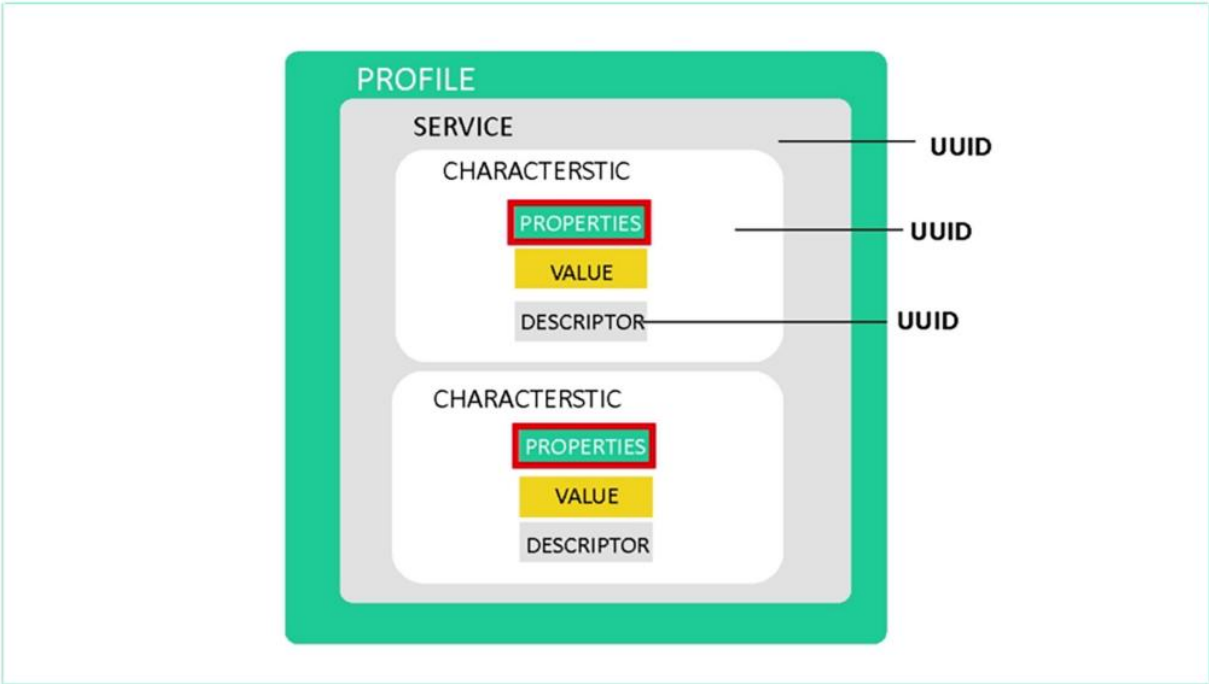 PROFILE
SERVICE
UUID
CHARACTERSTIC
PROPERTIES
UUID
VALUE
DESCRIPTOR
UUID
CHARACTERSTIC
PROPERTIES
VALUE
DESCRIPTOR